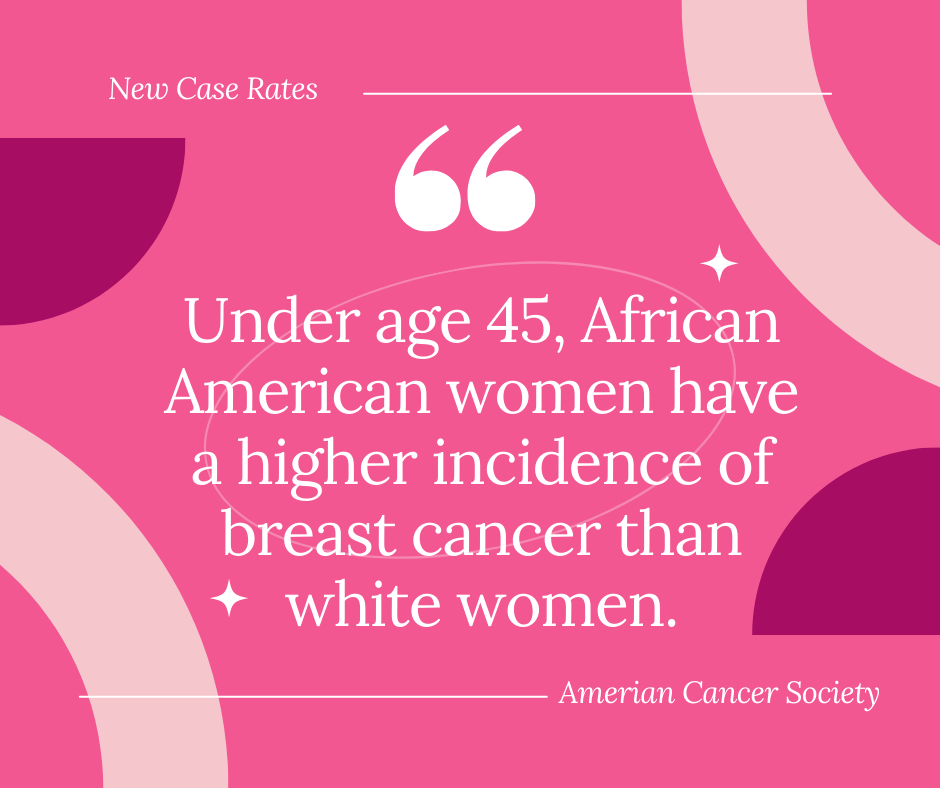 New Case Rates
“
Under age 45, African
American women have
a higher incidence of
breast cancer than
white women.
Amerian Cancer Society